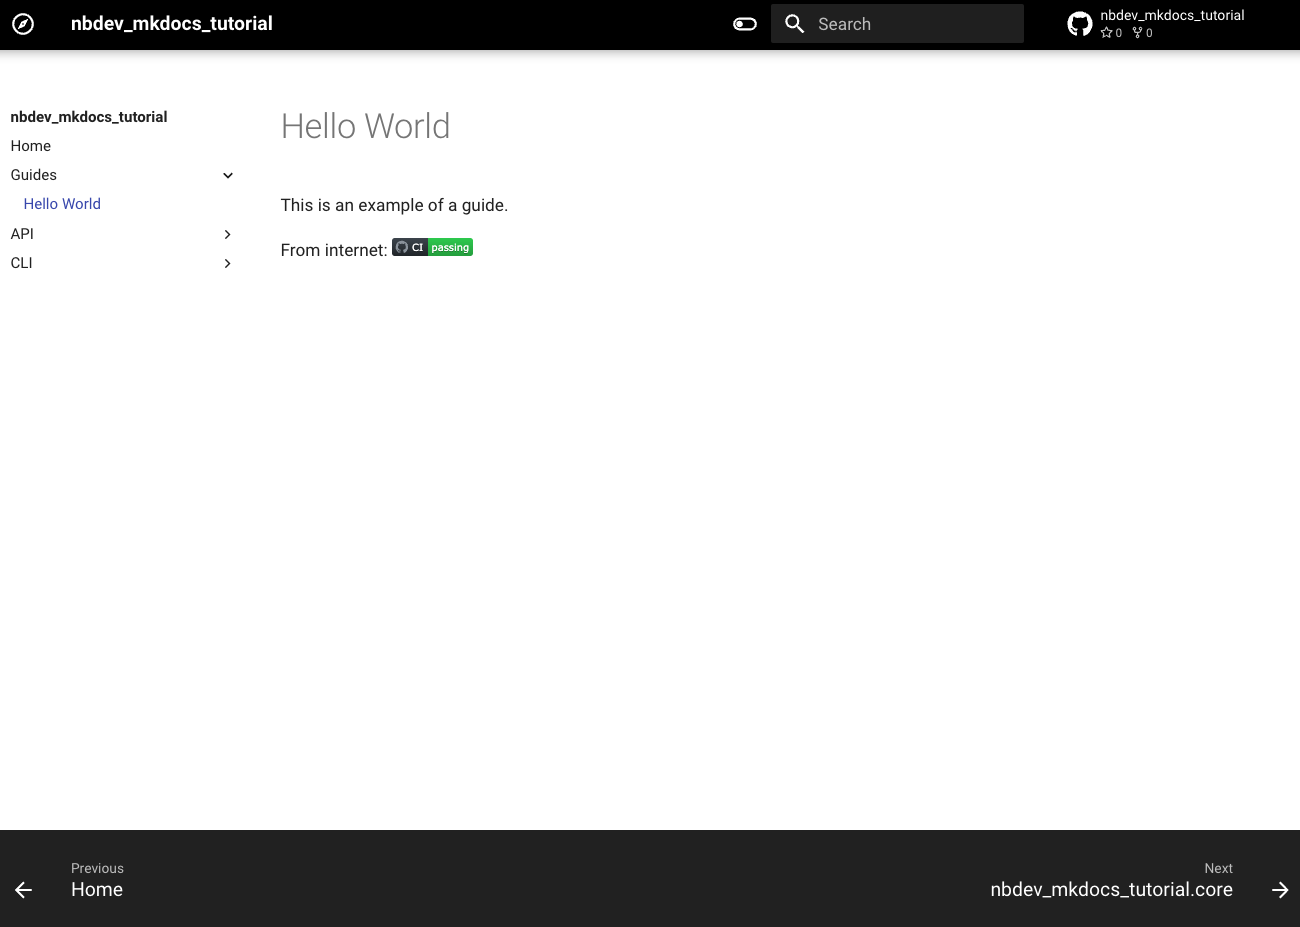 nbdev_mkdocs_tutorial
Search
nbdev_mkdocs_tutorial
0 0
nbdev_mkdocs_tutorial
Home
Guides
Hello World
API
CLI
Hello World
This is an example of a guide.
From internet: CI passing
Previous
Home
Next
nbdev_mkdocs_tutorial.core